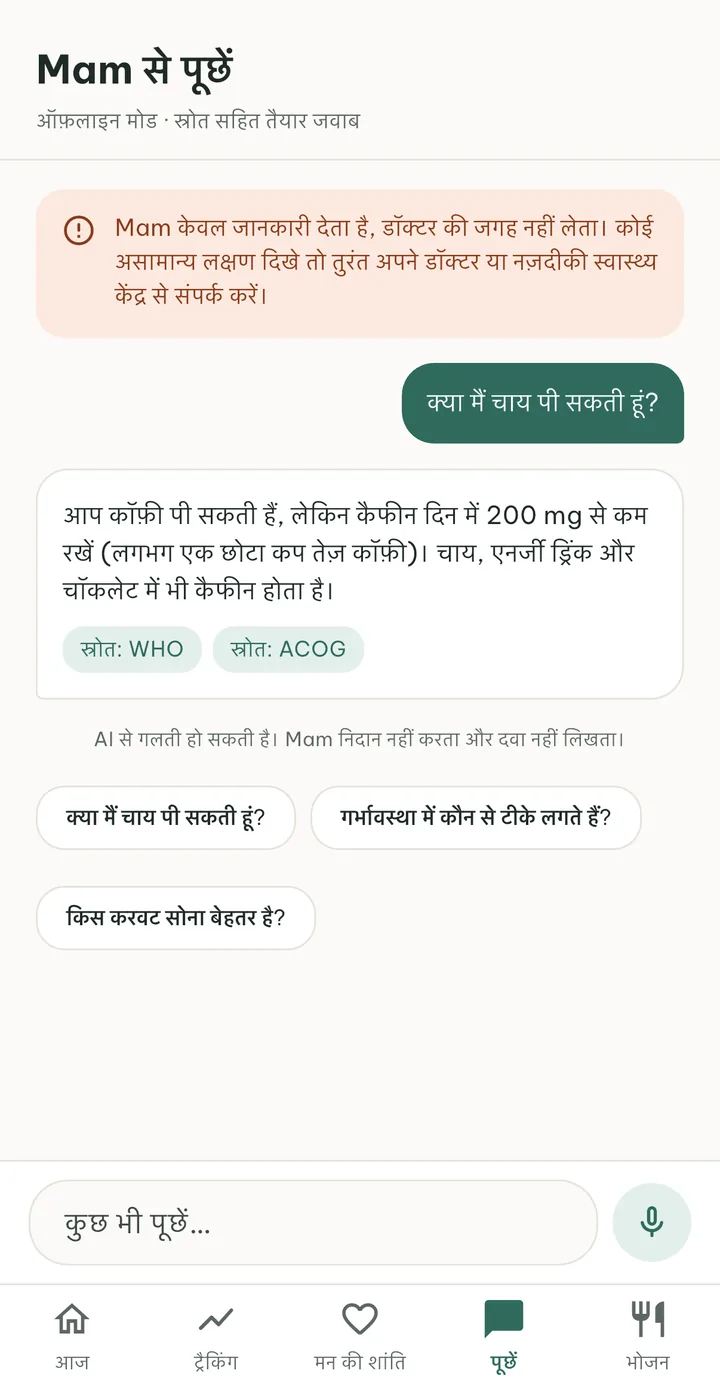 Mam से पूछें
ऑफ़लाइन मोड · स्रोत सहित तैयार जवाब
Mam केवल जानकारी देता है, डॉक्टर की जगह नहीं लेता। कोई
असामान्य लक्षण दिखे तो तुरंत अपने डॉक्टर या नज़दीकी स्वास्थ्य
केंद्र से संपर्क करें।
क्या मैं चाय पी सकती हूं?
आप कॉफ़ी पी सकती हैं, लेकिन कैफीन दिन में 200 mg से कम
रखें (लगभग एक छोटा कप तेज़ कॉफ़ी)। चाय, एनर्जी ड्रिंक और
चॉकलेट में भी कैफीन होता है।
स्रोत: WHO स्रोत: ACOG
AI से गलती हो सकती है। Mam निदान नहीं करता और दवा नहीं लिखता।
क्या मैं चाय पी सकती हूं? गर्भावस्था में कौन से टीके लगते हैं?
किस करवट सोना बेहतर है?
कुछ भी पूछें...
आज ट्रैकिंग मन की शांति पूछें भोजन